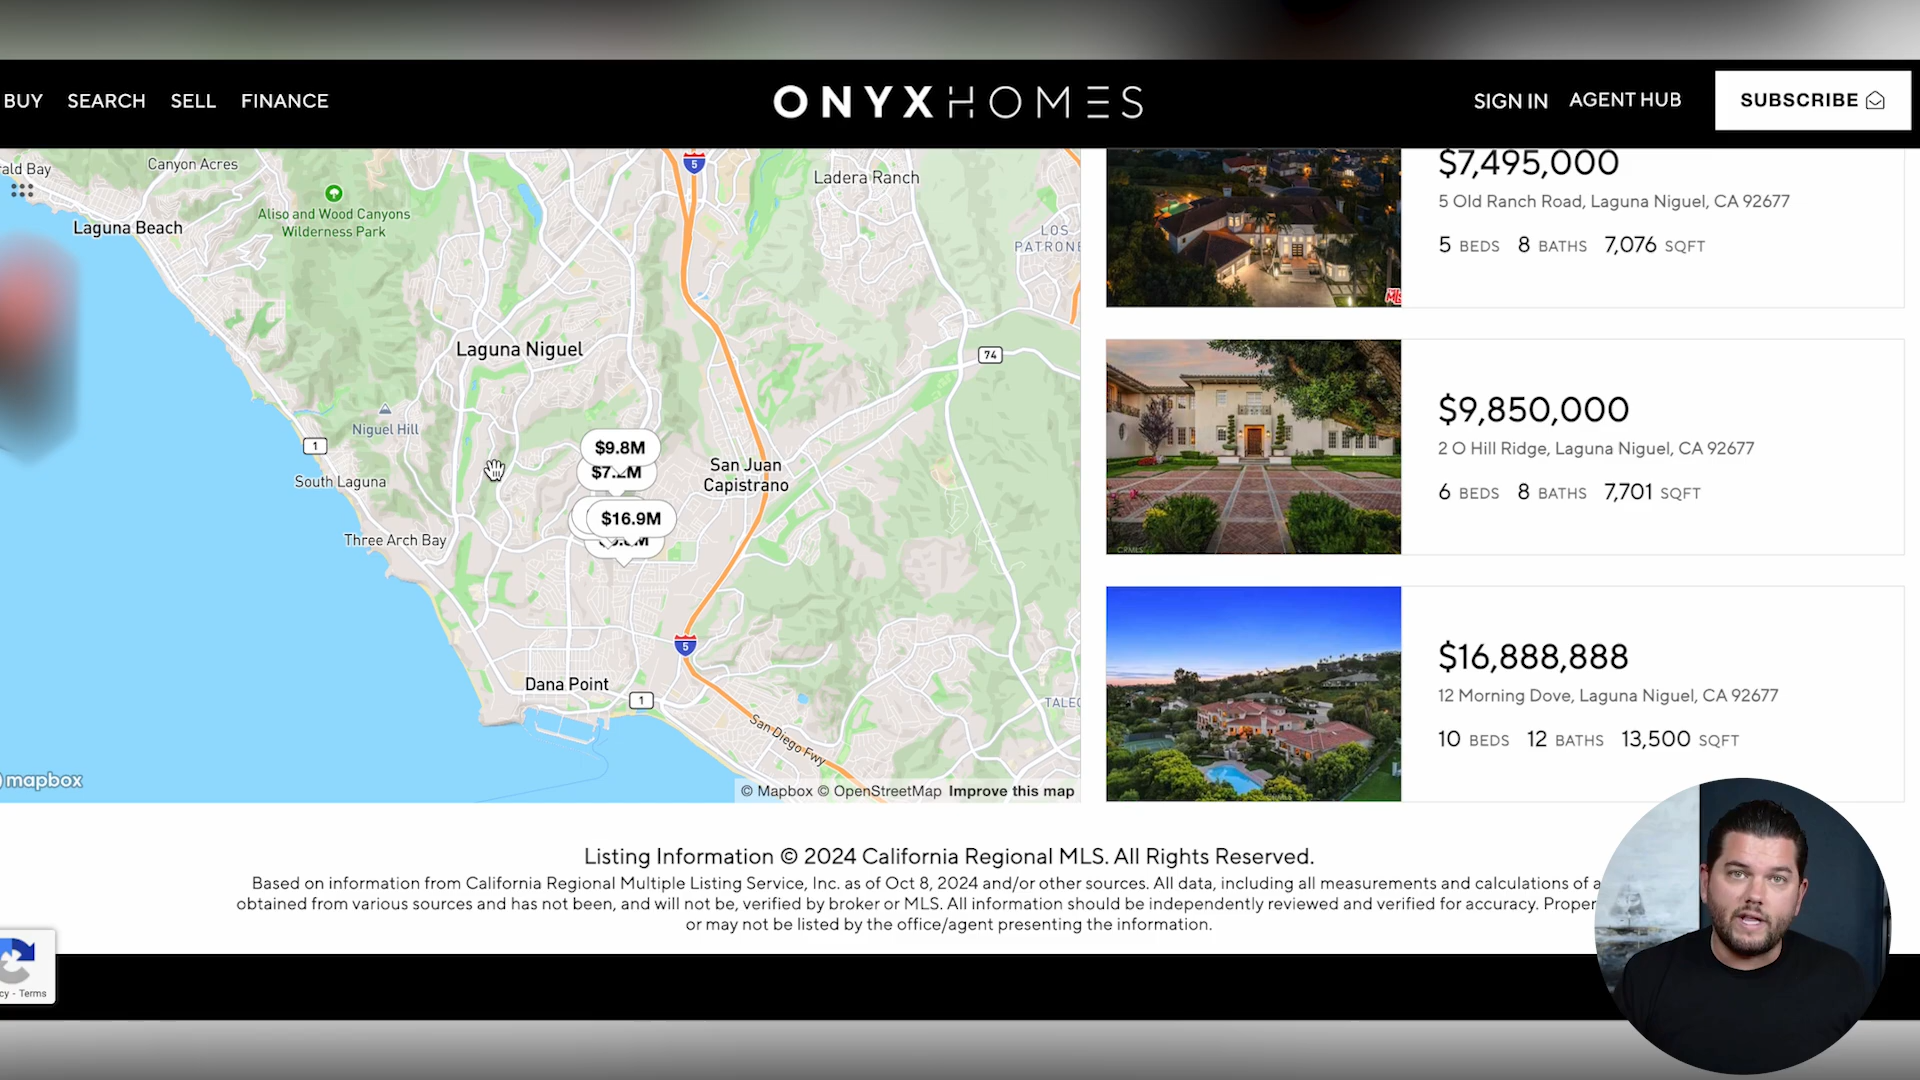 BUY SEARCH SELL FINANCE
ONYXHOMES
SIGN IN AGENT HUB SUBSCRIBE
ald Bay
Canyon Acres
Laguna Beach
Aliso and Wood Canyons
Wilderness Park
5
Ladera Ranch
LOS
PATRONE
Laguna Niguel
74
Niguel Hill
1
South Laguna
$9.8M
$7.2M
$16.9M
San Juan
Capistrano
Three Arch Bay
5
Dana Point
1
San Diego Fwy
TALEG
mapbox
© Mapbox © OpenStreetMap Improve this map
$7,495,000
5 Old Ranch Road, Laguna Niguel, CA 92677
5 BEDS 8 BATHS 7,076 SQFT
$9,850,000
2 O Hill Ridge, Laguna Niguel, CA 92677
6 BEDS 8 BATHS 7,701 SQFT
CRMLS
$16,888,888
12 Morning Dove, Laguna Niguel, CA 92677
10 BEDS 12 BATHS 13,500 SQFT
Listing Information © 2024 California Regional MLS. All Rights Reserved.
Based on information from California Regional Multiple Listing Service, Inc. as of Oct 8, 2024 and/or other sources. All data, including all measurements and calculations of a
obtained from various sources and has not been, and will not be, verified by broker or MLS. All information should be independently reviewed and verified for accuracy. Proper
or may not be listed by the office/agent presenting the information.
cy - Terms